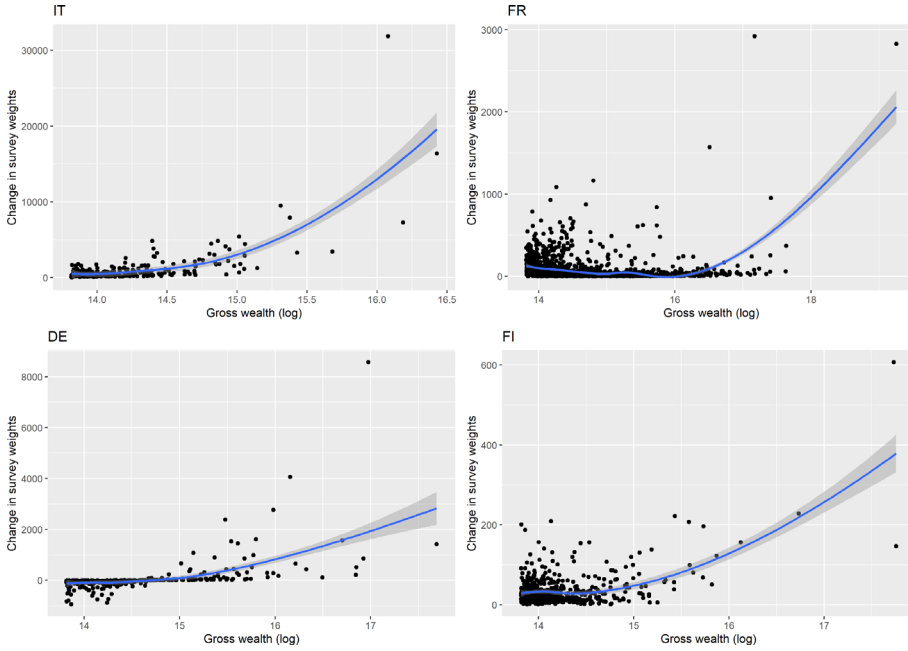 IT
30000
20000
10000
0
Change in survey weights
14.0 14.5 15.0 15.5 16.0 16.5
Gross wealth (log)
FR
3000
2000
1000
0
Change in survey weights
14 16 18
Gross wealth (log)
DE
8000
6000
4000
2000
0
Change in survey weights
14 15 16 17
Gross wealth (log)
FI
600
400
200
0
Change in survey weights
14 15 16 17
Gross wealth (log)